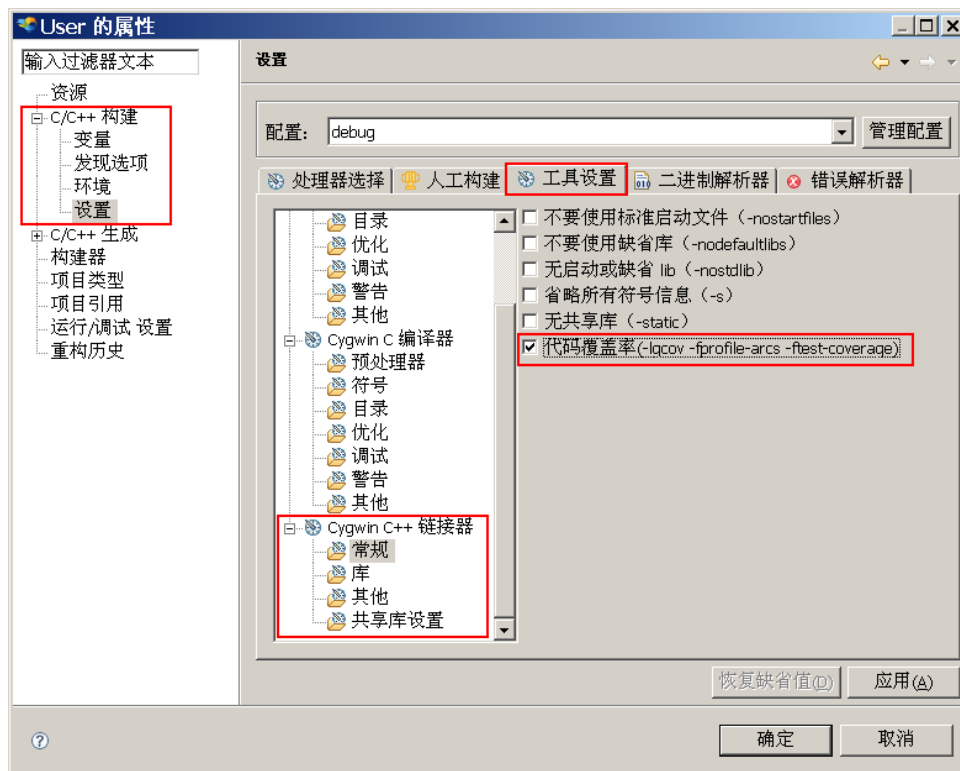 User 的属性
输入过滤器文本
资源
C/C++ 构建
变量
发现选项
环境
设置
C/C++ 生成
构建器
项目类型
项目引用
运行/调试 设置
重构历史
设置
配置:
debug
管理配置
处理器选择
人工构建
工具设置
二进制解析器
错误解析器
目录
优化
调试
警告
其他
Cygwin C 编译器
预处理器
符号
目录
优化
调试
警告
其他
Cygwin C++ 链接器
常规
库
其他
共享库设置
不要使用标准启动文件（-nostartfiles）
不要使用缺省库（-nodefaultlibs）
无启动或缺省 lib（-nostdlib）
省略所有符号信息（-s）
无共享库（-static）
代码覆盖率(-lqcov -fprofile-arcs -ftest-coverage)
恢复缺省值(D)
应用(A)
确定
取消